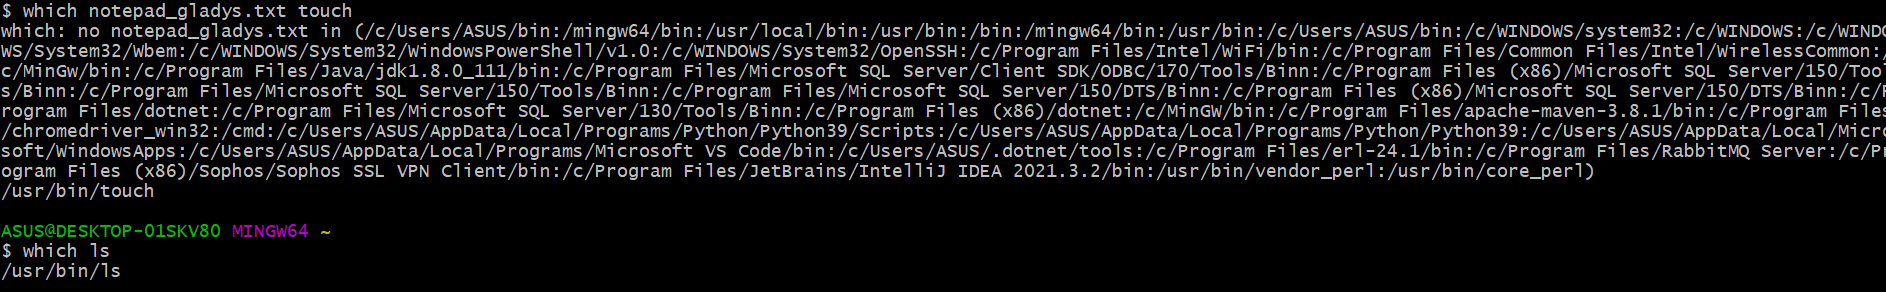 $ which notepad_gladys.txt touch
which: no notepad_gladys.txt in (/c/Users/ASUS/bin:/mingw64/bin:/usr/local/bin:/usr/bin:/bin:/mingw64/bin:/usr/bin:/c/Users/ASUS/bin:/c/WINDOWS/system32:/c/WINDOWS:/c/WINDO
WS/System32/Wbem:/c/WINDOWS/System32/WindowsPowerShell/v1.0:/c/WINDOWS/System32/OpenSSH:/c/Program Files/Intel/WiFi/bin:/c/Program Files/Common Files/Intel/WirelessCommon:/
c/MinGw/bin:/c/Program Files/Java/jdk1.8.0_111/bin:/c/Program Files/Microsoft SQL Server/Client SDK/ODBC/170/Tools/Binn:/c/Program Files (x86)/Microsoft SQL Server/150/Tool
s/Binn:/c/Program Files/Microsoft SQL Server/150/Tools/Binn:/c/Program Files/Microsoft SQL Server/150/DTS/Binn:/c/Program Files (x86)/Microsoft SQL Server/150/DTS/Binn:/c/P
rogram Files/dotnet:/c/Program Files/Microsoft SQL Server/130/Tools/Binn:/c/Program Files (x86)/dotnet:/c/MinGW/bin:/c/Program Files/apache-maven-3.8.1/bin:/c/Program Files
/chromedriver_win32:/cmd:/c/Users/ASUS/AppData/Local/Programs/Python/Python39/Scripts:/c/Users/ASUS/AppData/Local/Programs/Python/Python39:/c/Users/ASUS/AppData/Local/Micro
soft/WindowsApps:/c/Users/ASUS/AppData/Local/Programs/Microsoft VS Code/bin:/c/Users/ASUS/.dotnet/tools:/c/Program Files/erl-24.1/bin:/c/Program Files/RabbitMQ Server:/c/Pr
ogram Files (x86)/Sophos/Sophos SSL VPN Client/bin:/c/Program Files/JetBrains/IntelliJ IDEA 2021.3.2/bin:/usr/bin/vendor_perl:/usr/bin/core_perl)
/usr/bin/touch
ASUS@DESKTOP-01SKV80 MINGW64 ~
$ which ls
/usr/bin/ls